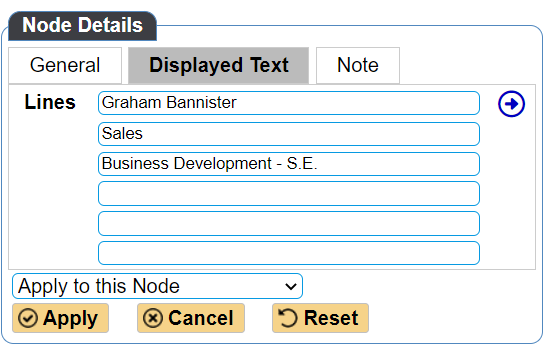 Node Details
General Displayed Text Note
Lines Graham Bannister
Sales
Business Development - S.E.
Apply to this Node
Apply Cancel Reset